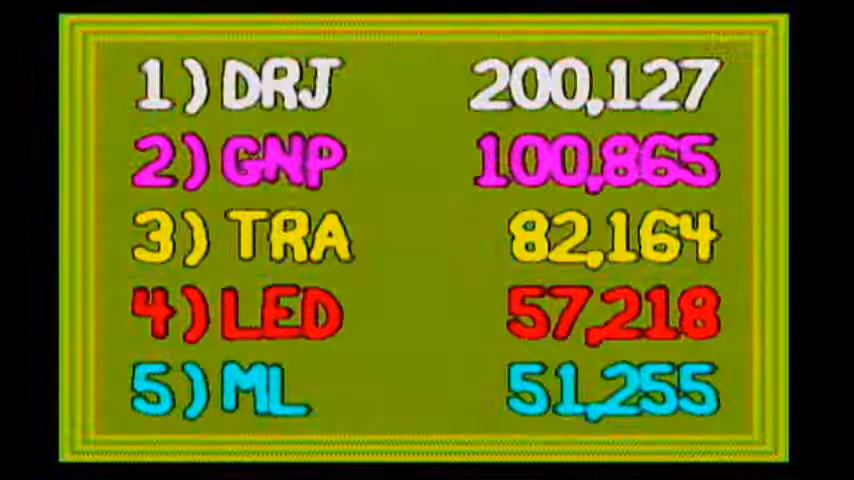 1) DRJ 200,127
2) GNP 100,865
3) TRA 82,164
4) LED 57,218
5) ML 51,255